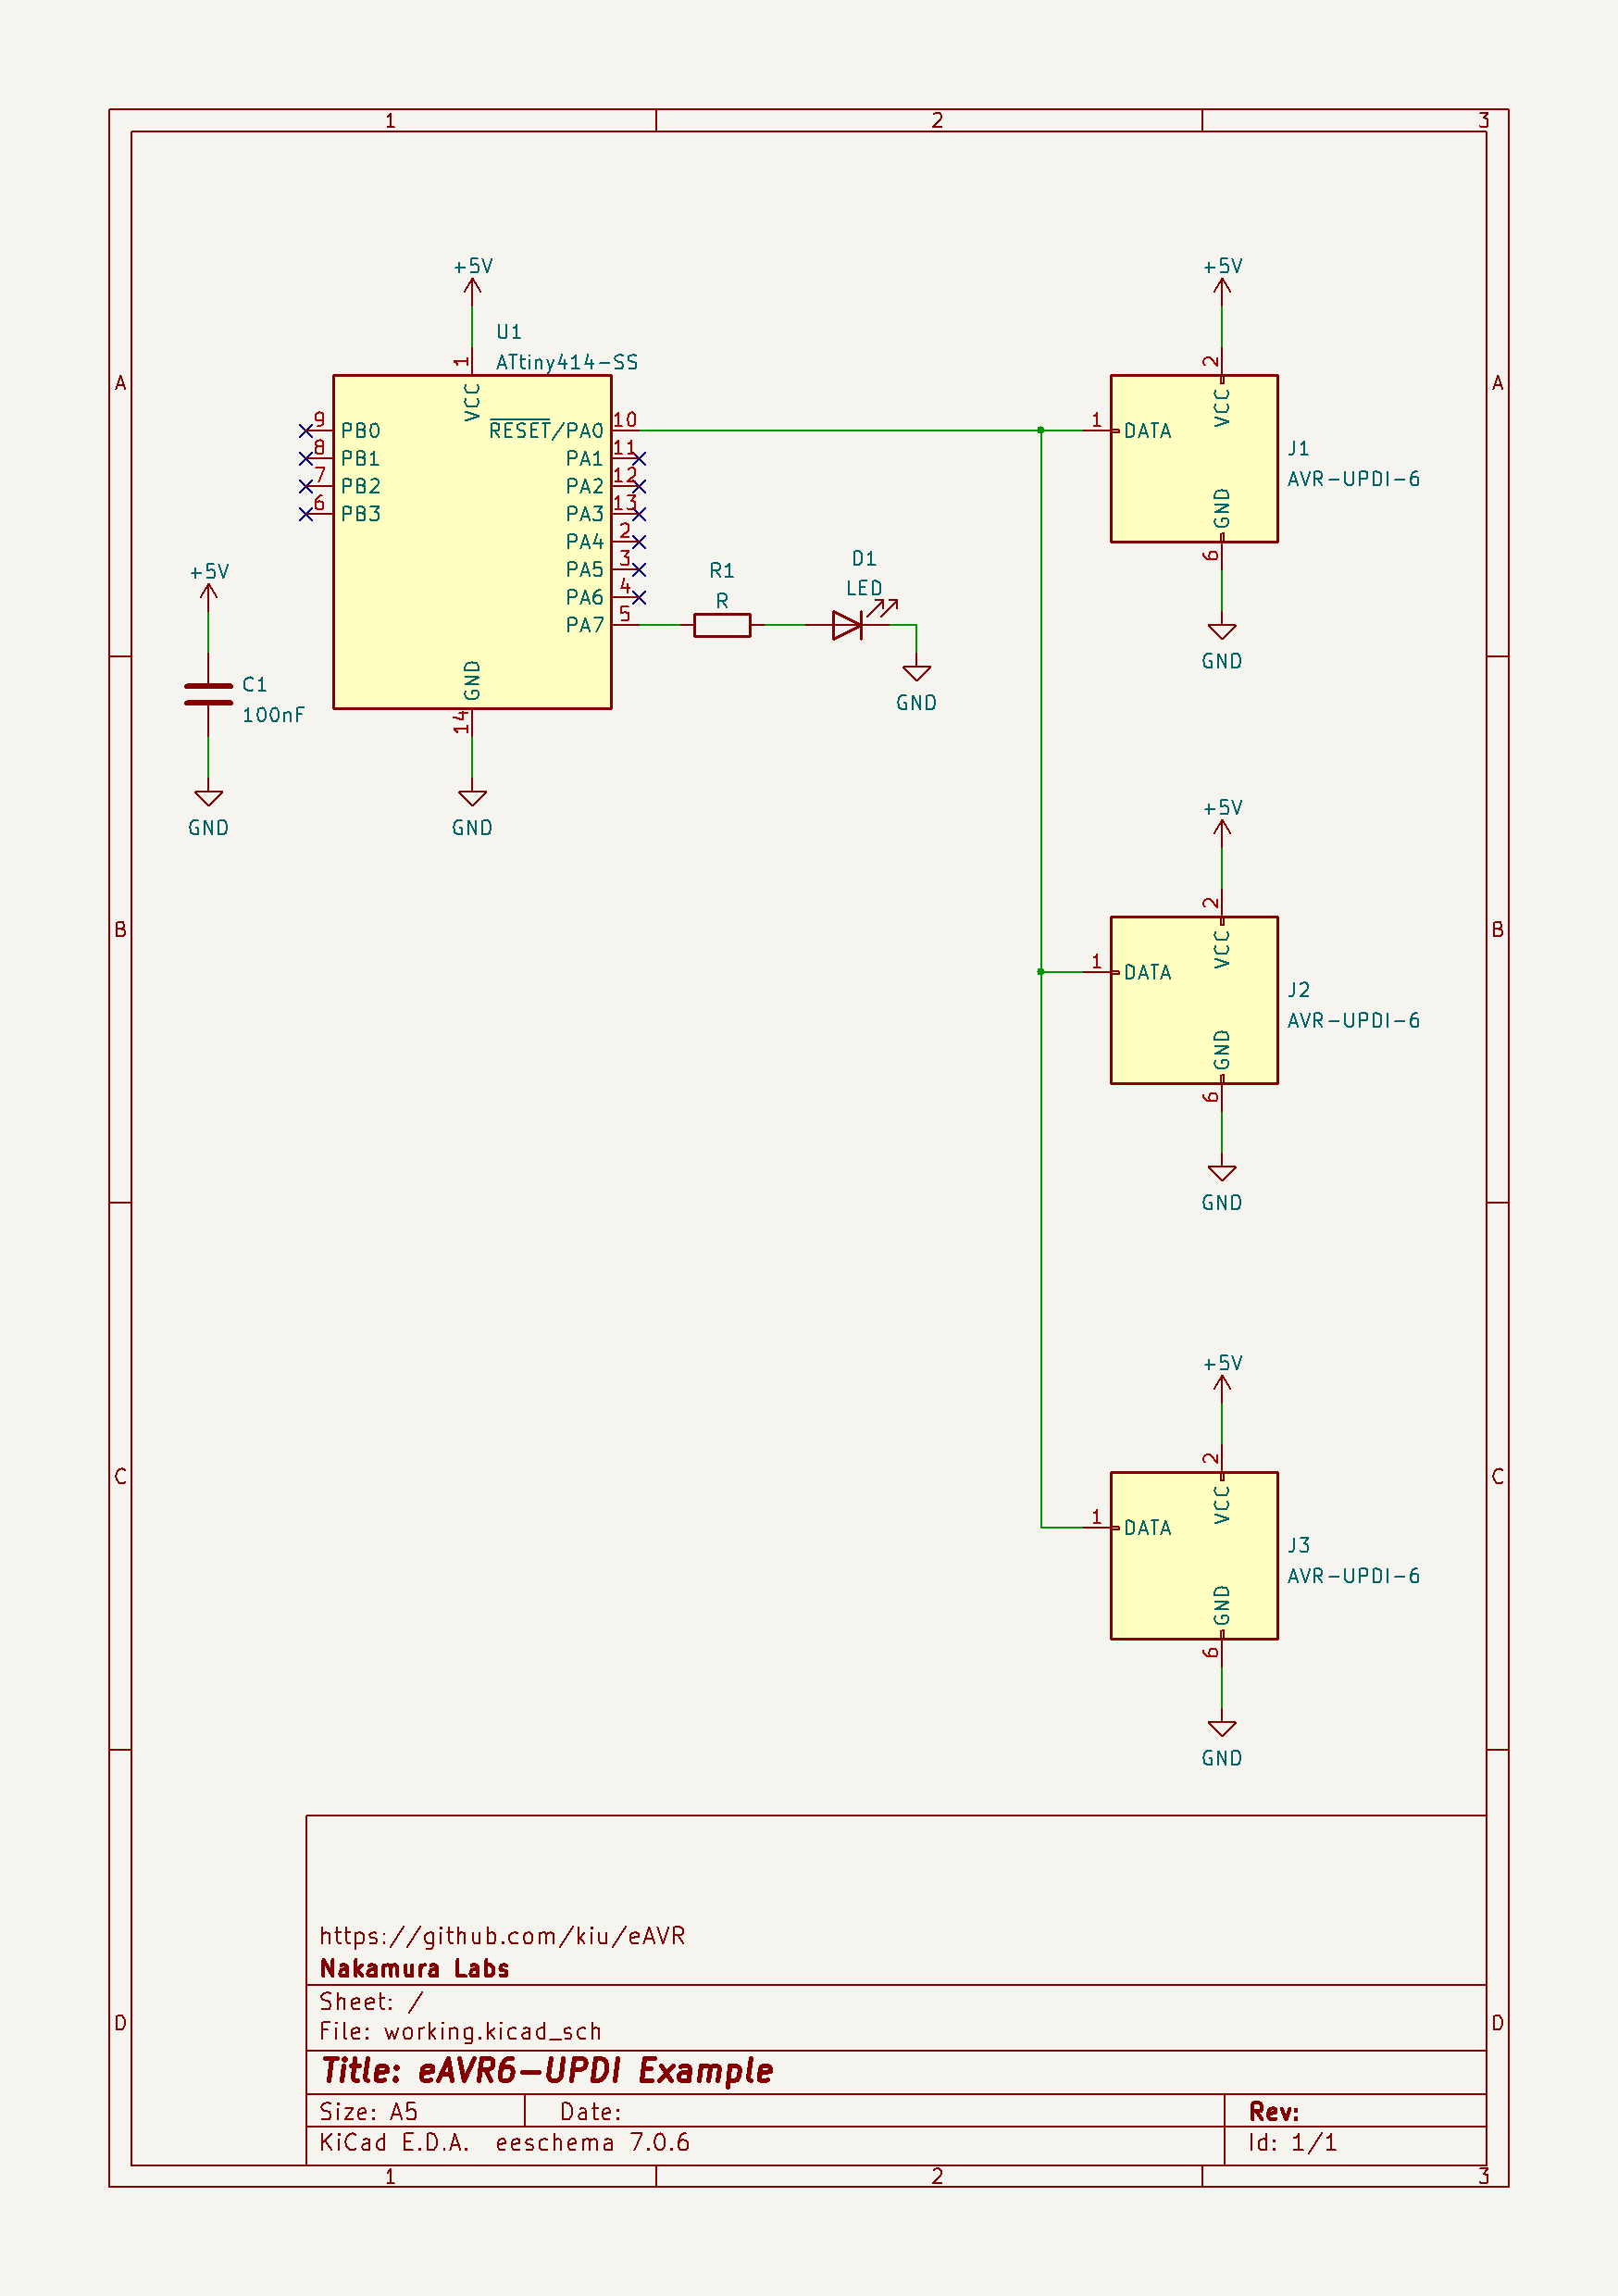 1 2 3
+5V
+5V
U1
ATtiny414-SS
1
VCC
9 PB0
8 PB1
7 PB2
6 PB3
RESET/PA0 10
PA1 11
PA2 12
PA3 13
PA4 2
PA5 3
PA6 4
PA7 5
GND
14
GND
+5V
C1
100nF
GND
R1
R
D1
LED
GND
2
VCC
1 DATA
GND
6
J1
AVR-UPDI-6
GND
+5V
2
VCC
1 DATA
GND
6
J2
AVR-UPDI-6
GND
+5V
2
VCC
1 DATA
GND
6
J3
AVR-UPDI-6
GND
A A
B B
C C
D D
https://github.com/kiu/eAVR
Nakamura Labs
Sheet: /
File: working.kicad_sch
Title: eAVR6-UPDI Example
Size: A5 Date: Rev:
KiCad E.D.A. eeschema 7.0.6 Id: 1/1
1 2 3